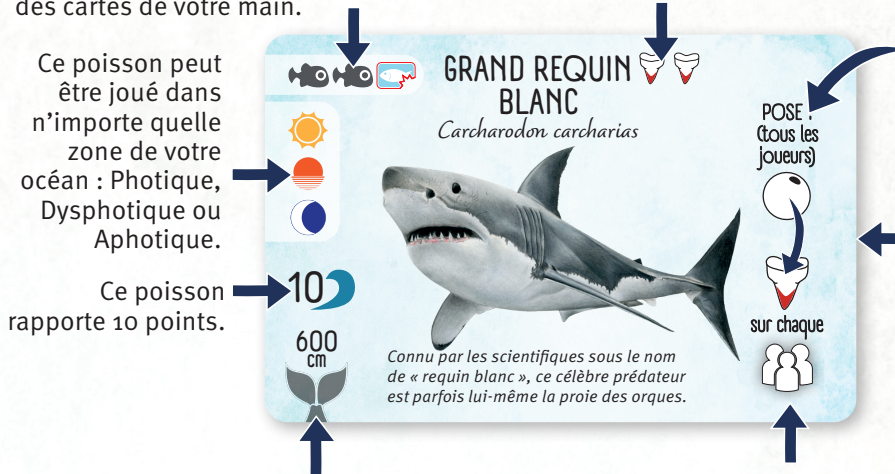 des cartes de votre main.
Ce poisson peut
être joué dans
n’importe quelle
zone de votre
océan : Photique,
Dysphotique ou
Aphotique.
Ce poisson
rapporte 10 points.
GRAND REQUIN
BLANC
Carcharodon carcharias
10
600
cm
Connu par les scientifiques sous le nom
de « requin blanc », ce célèbre prédateur
est parfois lui-même la proie des orques.
POSE :
(tous les
joueurs)
sur chaque